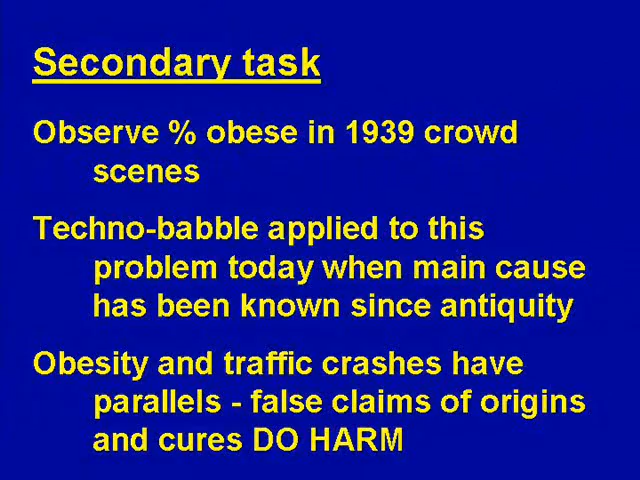 Secondary task
Observe % obese in 1939 crowd
scenes
Techno-babble applied to this
problem today when main cause
has been known since antiquity
Obesity and traffic crashes have
parallels - false claims of origins
and cures DO HARM